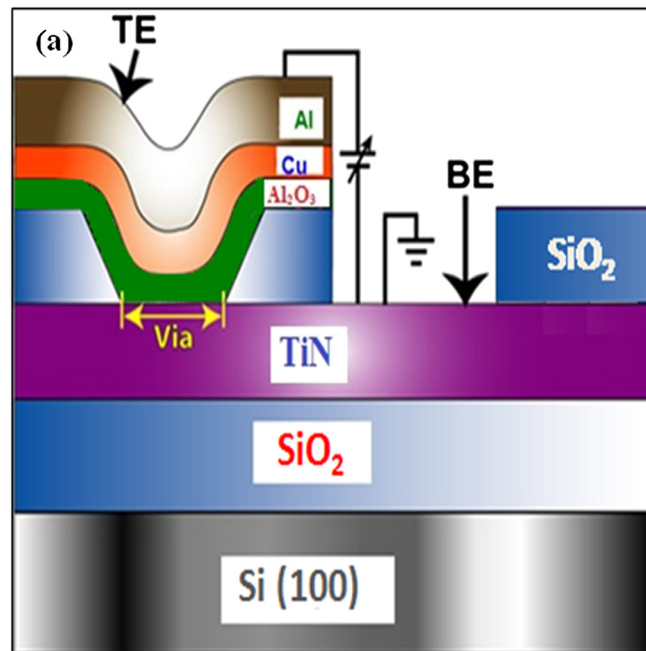 (a)
TE
Al
Cu
Al₂O₃
BE
SiO₂
Via
TiN
SiO₂
Si (100)